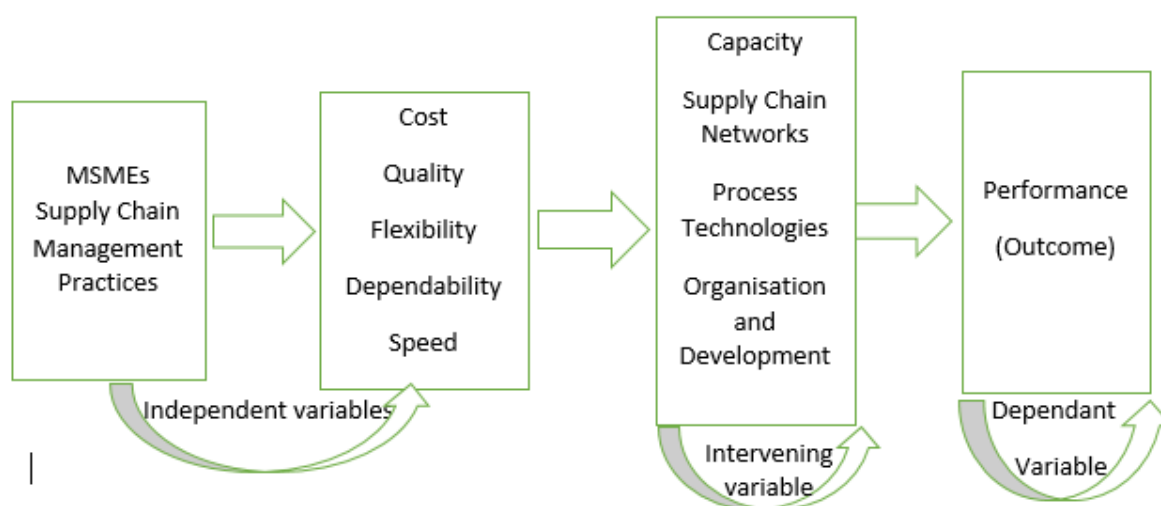 MSMEs
Supply Chain
Management
Practices
Cost
Quality
Flexibility
Dependability
Speed
Independent variables
Capacity
Supply Chain
Networks
Process
Technologies
Organisation
and
Development
Intervening
variable
Performance
(Outcome)
Dependant
Variable